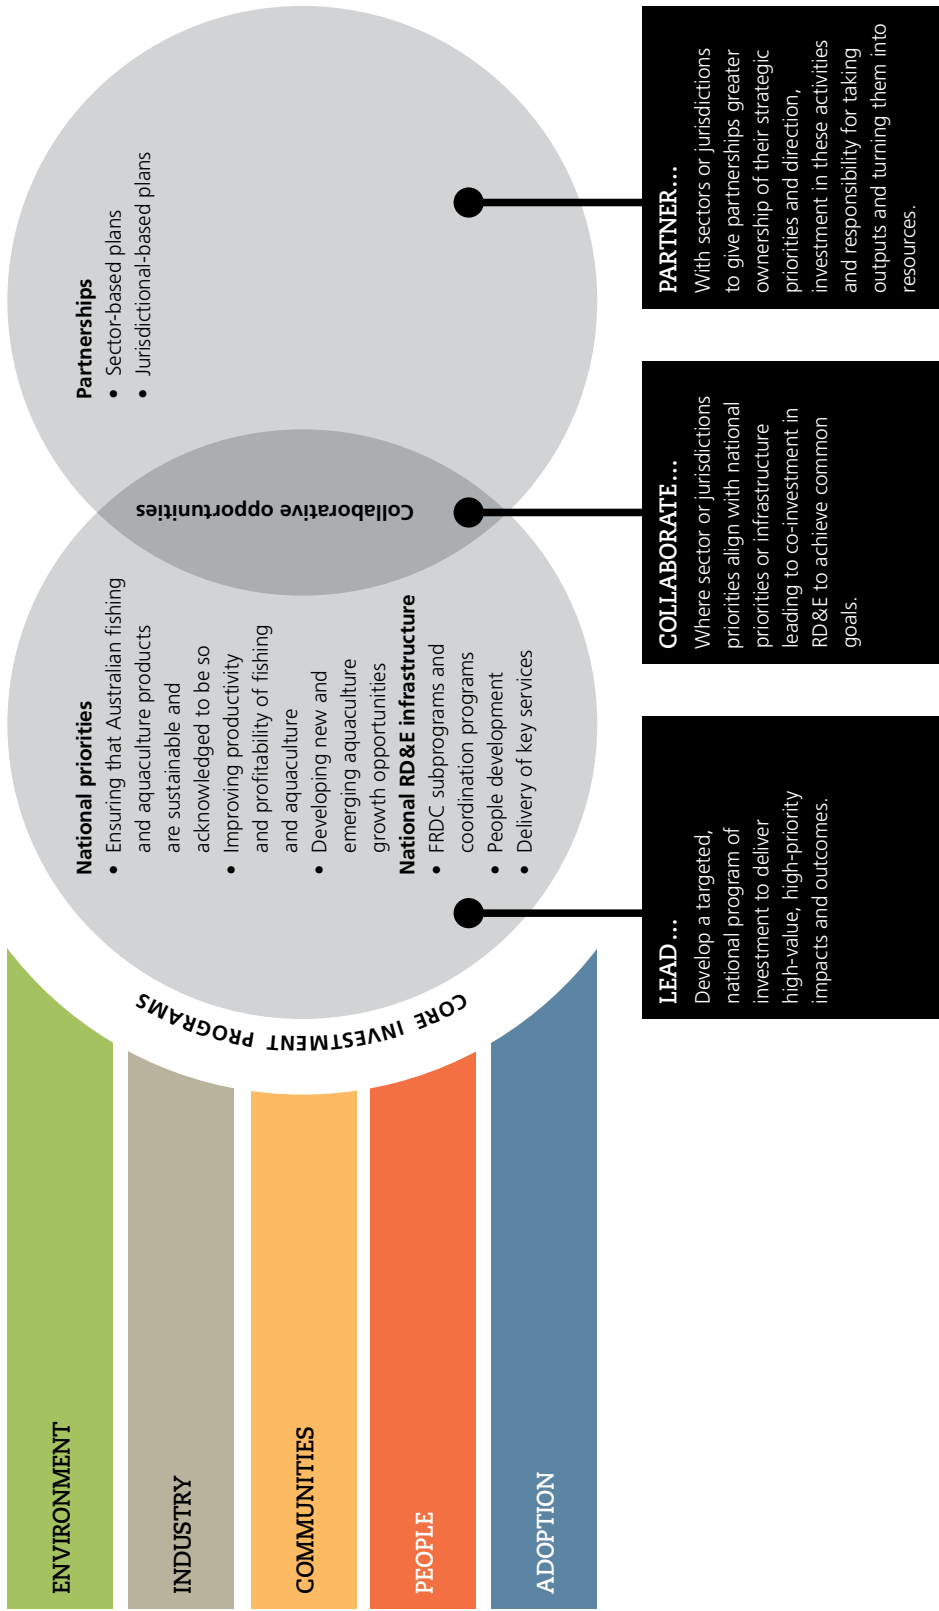 ENVIRONMENT
INDUSTRY
COMMUNITIES
PEOPLE
ADOPTION
CORE INVESTMENT PROGRAMS
National priorities
• Ensuring that Australian fishing
and aquaculture products
are sustainable and
acknowledged to be so
• Improving productivity
and profitability of fishing
and aquaculture
• Developing new and
emerging aquaculture
growth opportunities
National RD&E infrastructure
• FRDC subprograms and
coordination programs
• People development
• Delivery of key services
Collaborative opportunities
Partnerships
• Sector-based plans
• Jurisdictional-based plans
LEAD...
Develop a targeted,
national program of
investment to deliver
high-value, high-priority
impacts and outcomes.
COLLABORATE...
Where sector or jurisdictions
priorities align with national
priorities or infrastructure
leading to co-investment in
RD&E to achieve common
goals.
PARTNER...
With sectors or jurisdictions
to give partnerships greater
ownership of their strategic
priorities and direction,
investment in these activities
and responsibility for taking
outputs and turning them into
resources.